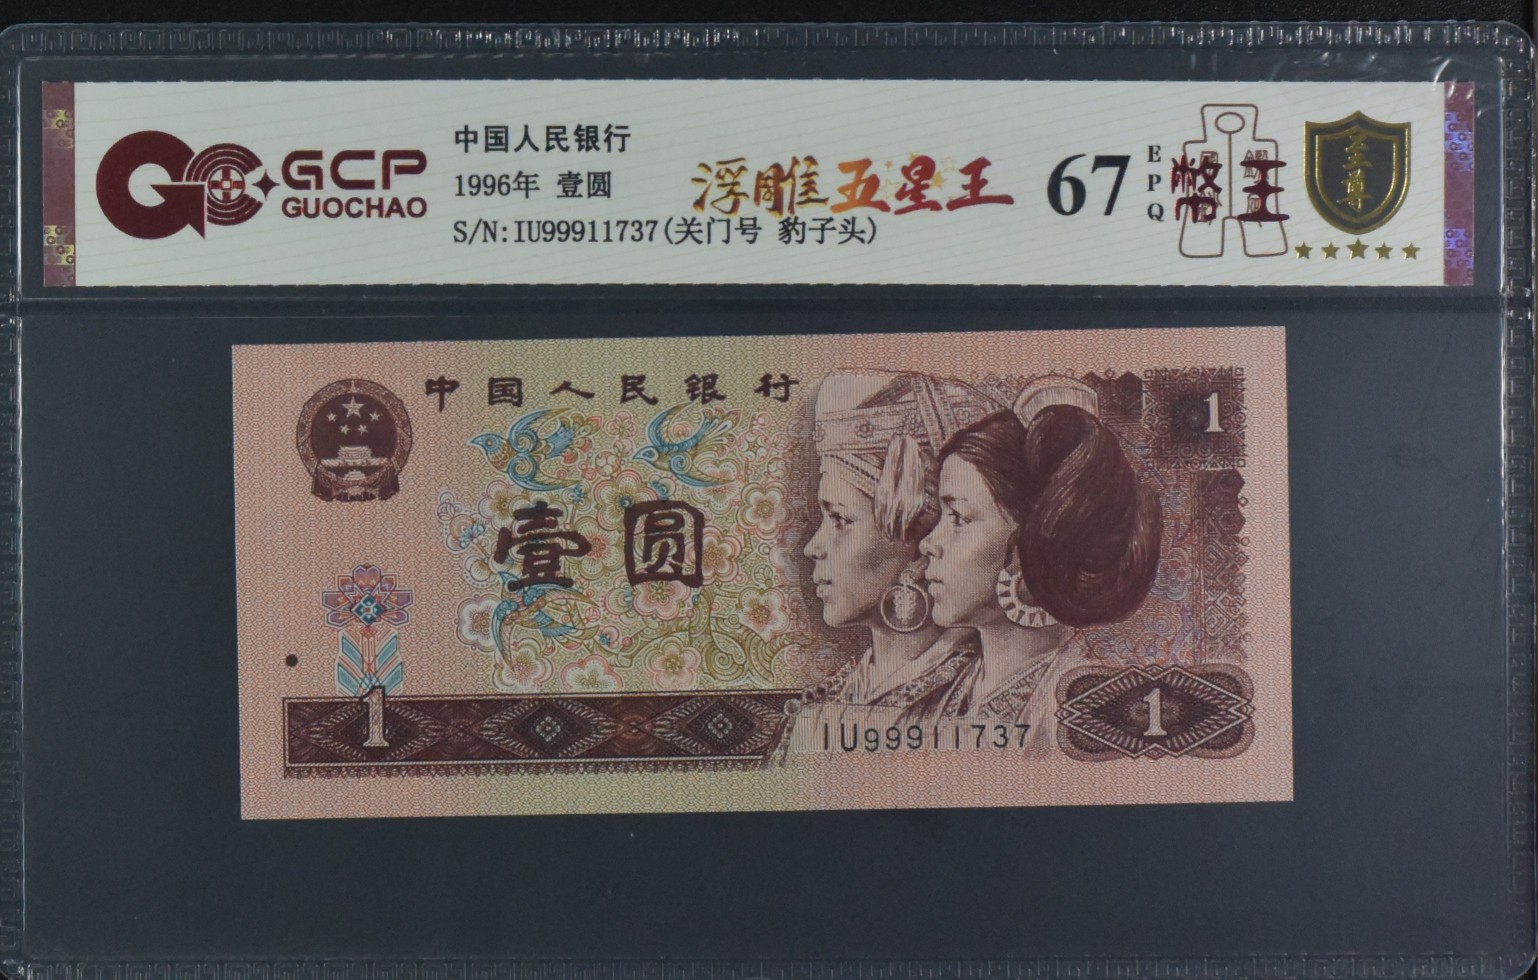 GCP
GUOCHAO
中国人民银行
1996年 壹圆
S/N:IU99911737(关门号 豹子头)
浮雕五星王
67
EPQ
至尊
中国人民银行
1
壹圆
1
IU99911737
1